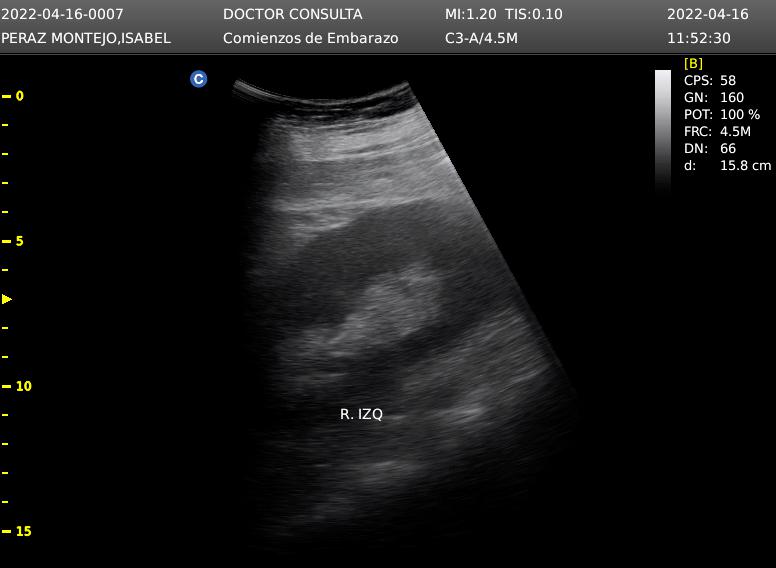 2022-04-16-0007 DOCTOR CONSULTA MI:1.20 TIS:0.10 2022-04-16
PERAZ MONTEJO,ISABEL Comienzos de Embarazo C3-A/4.5M 11:52:30
C
[B]
CPS: 58
GN: 160
POT: 100 %
FRC: 4.5M
DN: 66
d: 15.8 cm
0
5
10
R. IZQ
15